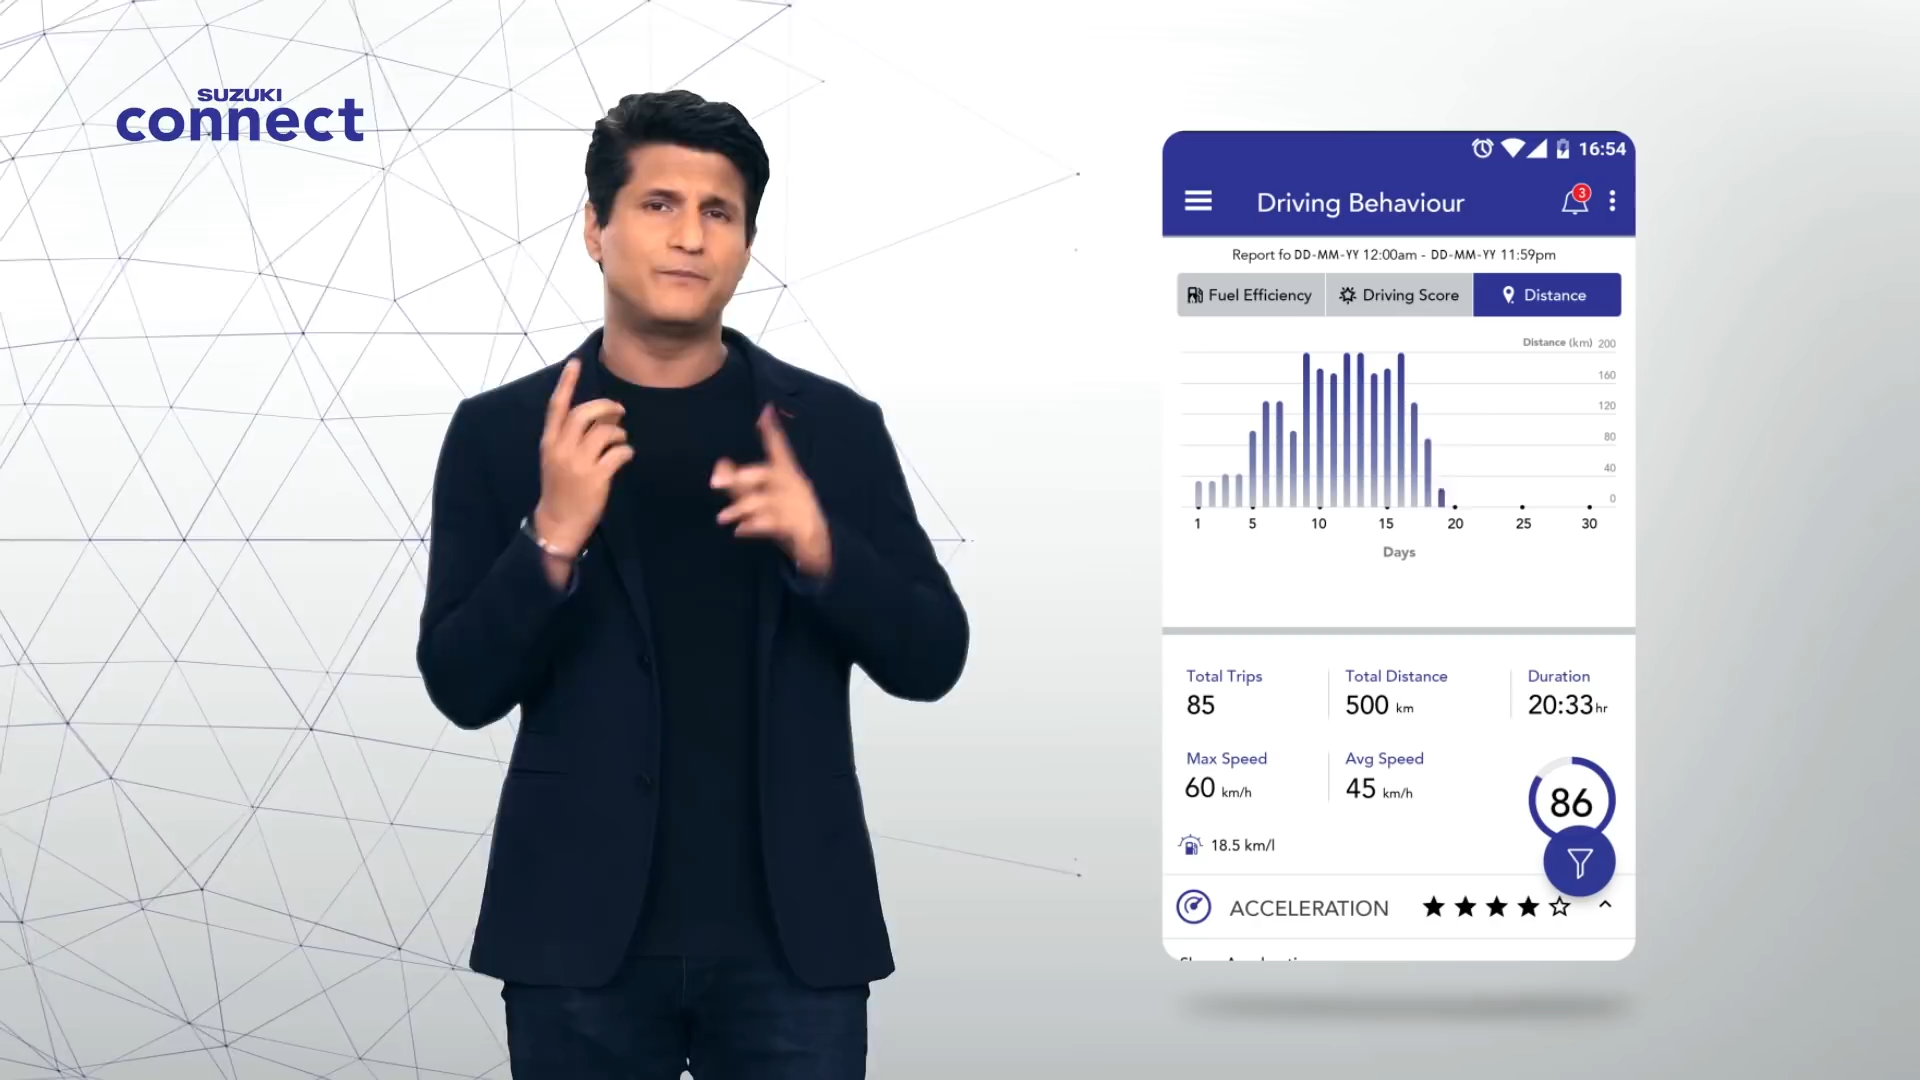 SUZUKI
connect
16:54
Driving Behaviour
3
Report fo DD-MM-YY 12:00am - DD-MM-YY 11:59pm
Fuel Efficiency
Driving Score
Distance
Distance (km) 200
160
120
80
40
0
1 5 10 15 20 25 30
Days
Total Trips
85
Total Distance
500 km
Duration
20:33 hr
Max Speed
60 km/h
Avg Speed
45 km/h
86
18.5 km/l
ACCELERATION